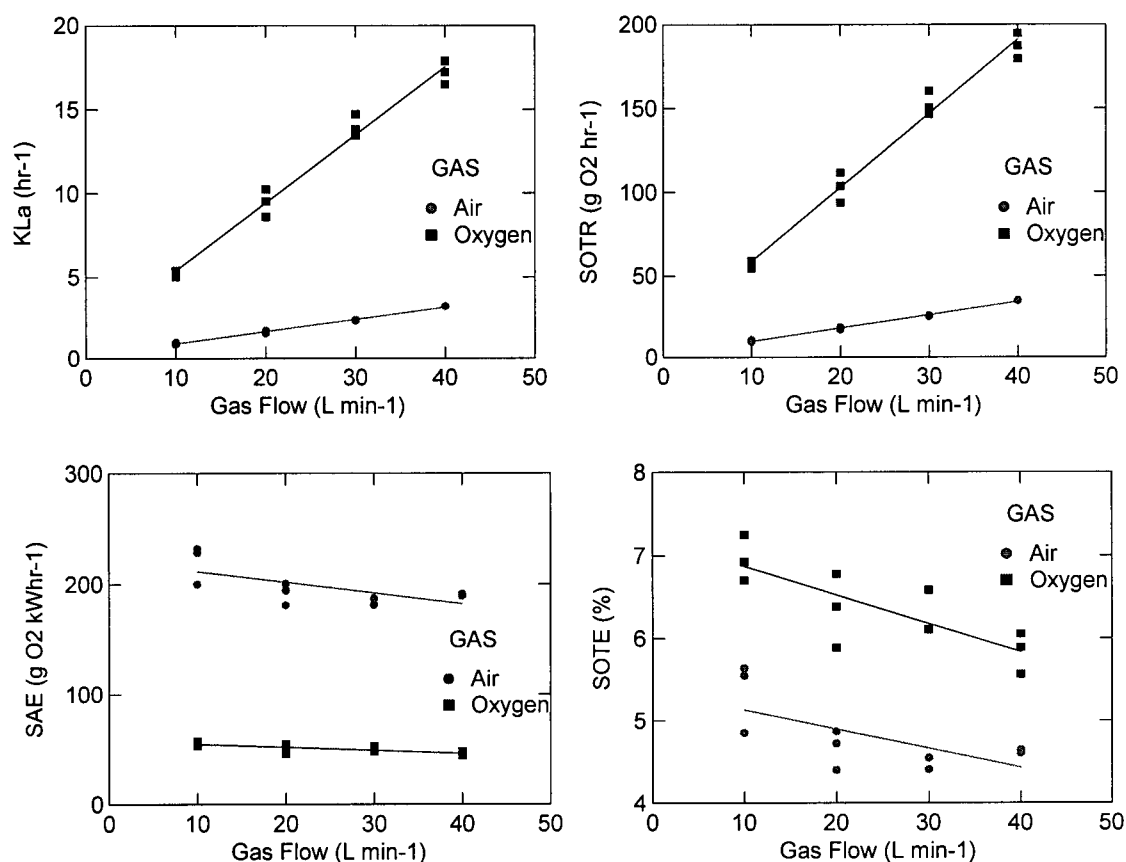 20
15
10
5
0
KLa (hr-1)
GAS
Air
Oxygen
0 10 20 30 40 50
Gas Flow (L min-1)
200
150
100
50
0
SOTR (g O2 hr-1)
GAS
Air
Oxygen
0 10 20 30 40 50
Gas Flow (L min-1)
300
200
100
0
SAE (g O2 kWhr-1)
GAS
Air
Oxygen
0 10 20 30 40 50
Gas Flow (L min-1)
8
7
6
5
4
SOTE (%)
GAS
Air
Oxygen
0 10 20 30 40 50
Gas Flow (L min-1)